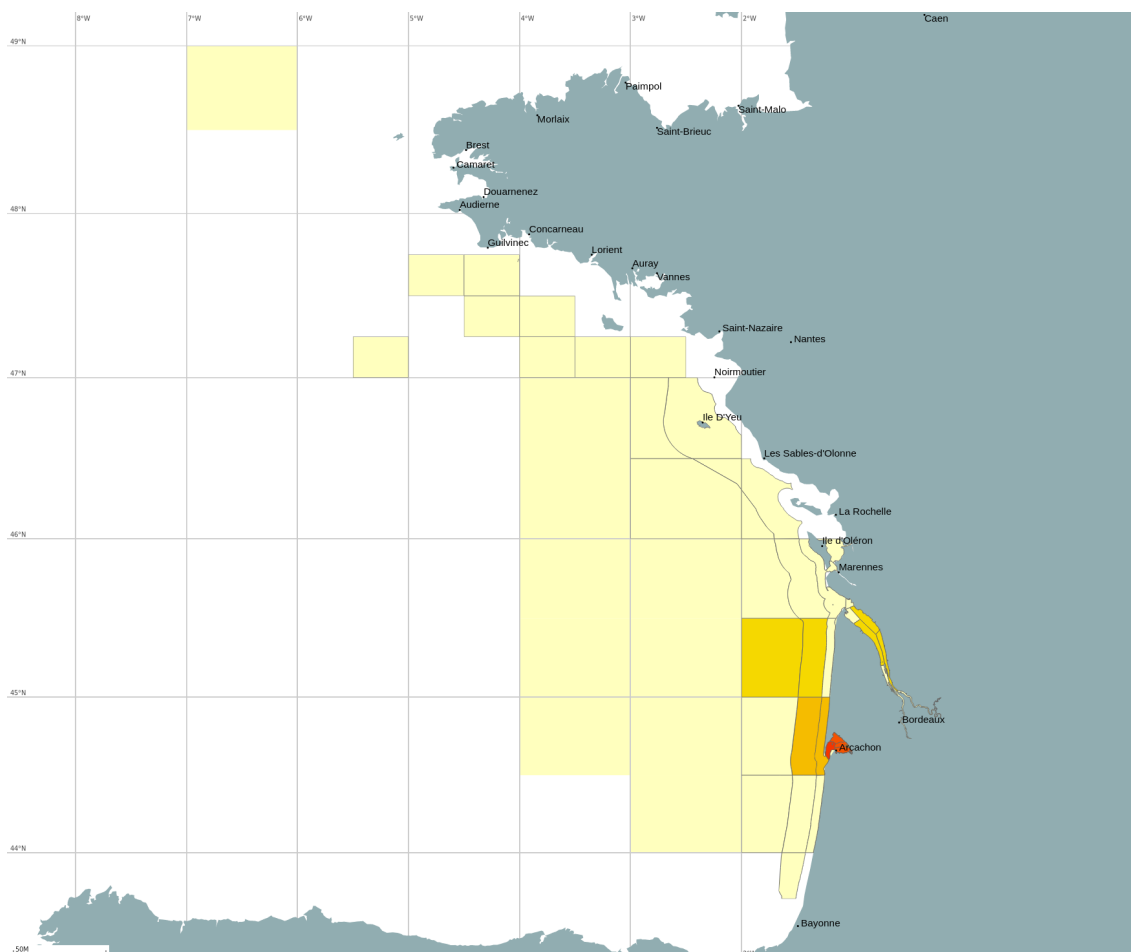 8°W
7°W
6°W
5°W
4°W
3°W
2°W
Caen
49°N
Paimpol
Saint-Malo
Morlaix
Saint-Brieuc
Brest
Camaret
Douarnenez
Audierne
48°N
Concarneau
Guilvinec
Lorient
Auray
Vannes
Saint-Nazaire
Nantes
Noirmoutier
47°N
Ile D'Yeu
Les Sables-d'Olonne
La Rochelle
46°N
Ile d'Oléron
Marennes
45°N
Bordeaux
Arcachon
44°N
Bayonne
50M